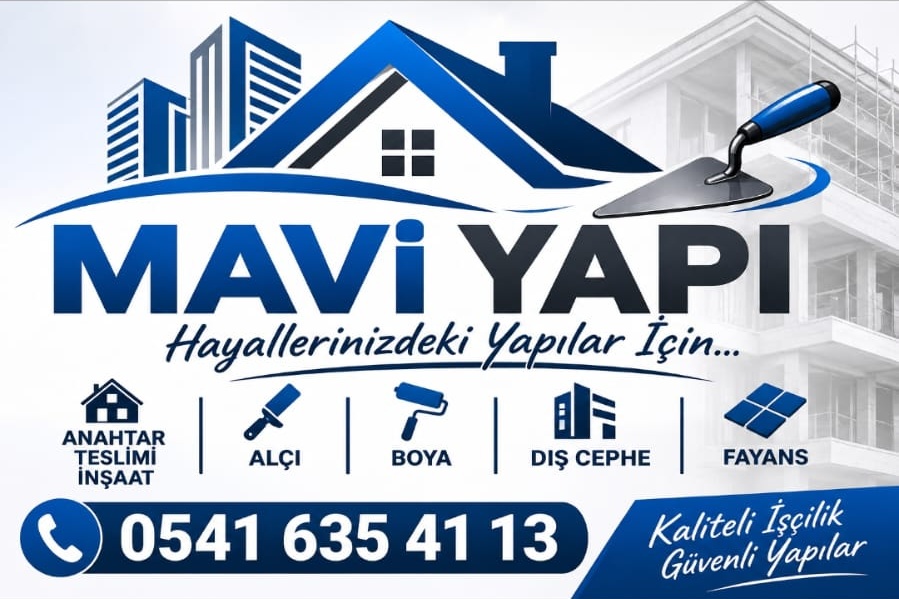 MAVi YAPI
Hayallerinizdeki Yapılar İçin...
ANAHTAR
TESLİMİ
İNŞAAT
ALÇI
BOYA
DIŞ CEPHE
FAYANS
0541 635 41 13
Kaliteli İşçilik
Güvenli Yapılar